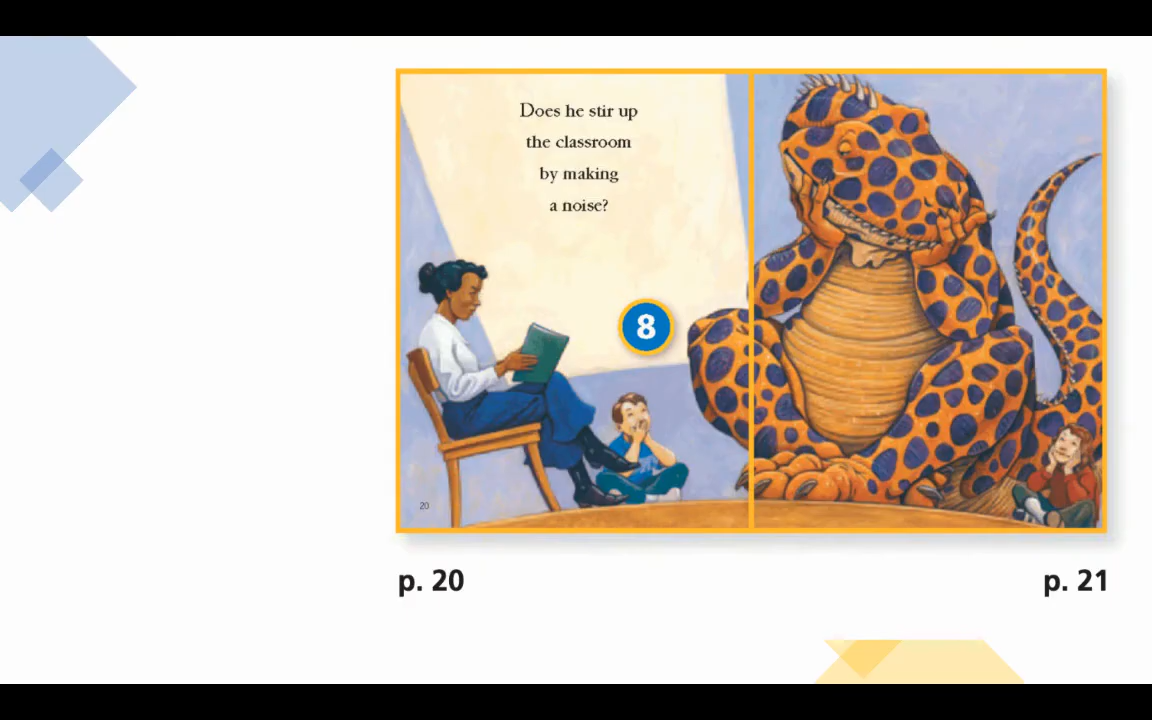 Does he stir up
the classroom
by making
a noise?
8
20
p. 20
p. 21